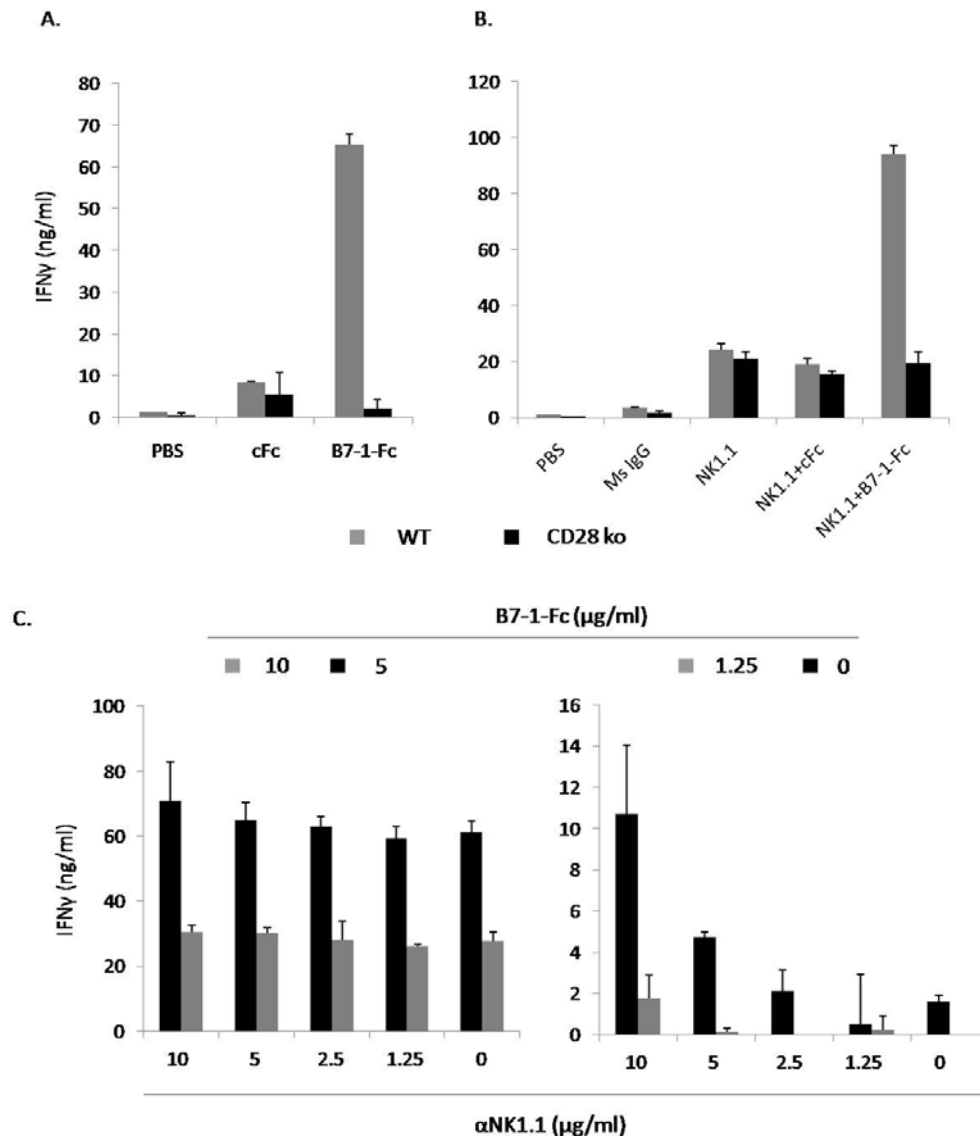 A.
B.
80
70
60
50
40
30
20
10
0
IFNγ (ng/ml)
PBS
cFc
B7-1-Fc
120
100
80
60
40
20
0
PBS
Ms IgG
NK1.1
NK1.1+cFc
NK1.1+B7-1-Fc
WT
CD28 ko
C.
B7-1-Fc (μg/ml)
10
5
1.25
0
100
80
60
40
20
0
IFNγ (ng/ml)
10
5
2.5
1.25
0
16
14
12
10
8
6
4
2
0
10
5
2.5
1.25
0
αNK1.1 (μg/ml)